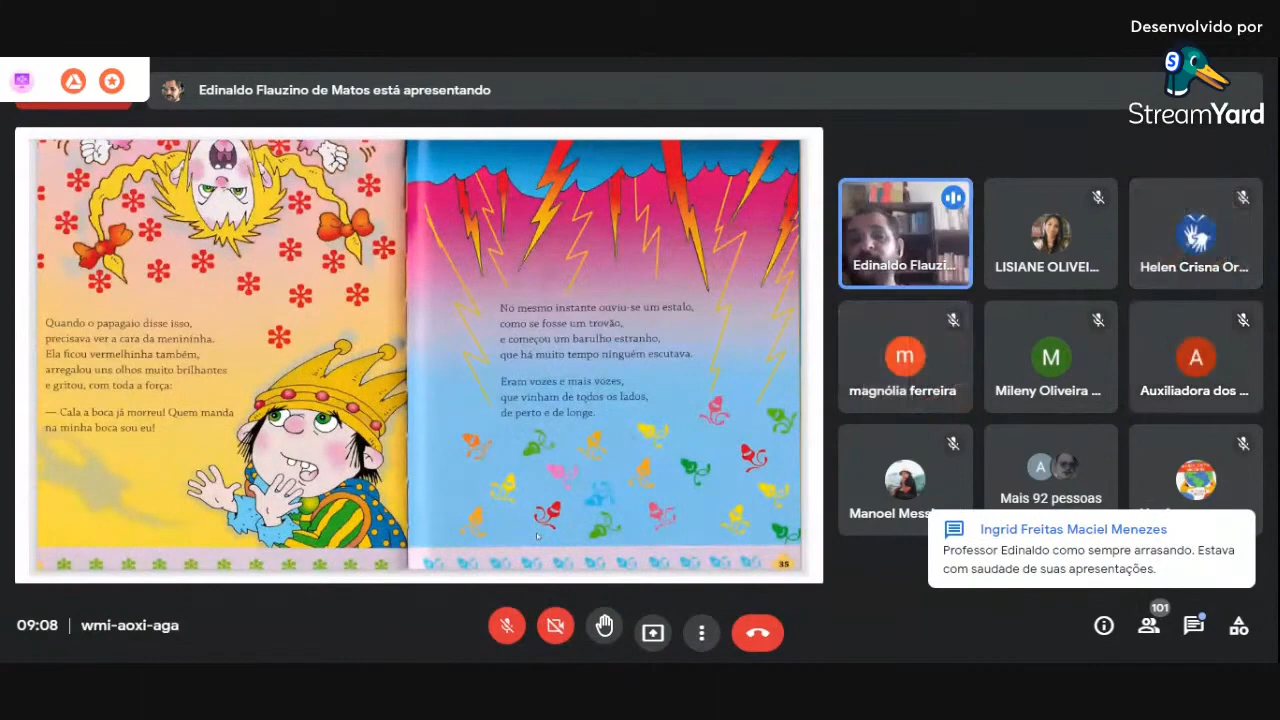 Desenvolvido por
StreamYard
Edinaldo Flauzino de Matos está apresentando
Quando o papagaio disse isso,
precisava ver a cara da menininha.
Ela ficou vermelhinha também,
arregalou uns olhos muito brilhantes
e gritou, com toda a força:
— Cala a boca já morreu! Quem manda
na minha boca sou eu!
No mesmo instante ouviu-se um estalo,
como se fosse um trovão,
e começou um barulho estranho,
que há muito tempo ninguém escutava.
Eram vozes e mais vozes,
que vinham de todos os lados,
de perto e de longe.
35
Edinaldo Flauzi...
LISIANE OLIVEI...
Helen Crisna Or...
m
magnólia ferreira
M
Mileny Oliveira ...
A
Auxiliadora dos ...
Manoel Mess
A
Mais 92 pessoas
Ingrid Freitas Maciel Menezes
Professor Edinaldo como sempre arrasando. Estava
com saudade de suas apresentações.
09:08 | wmi-aoxi-aga
101